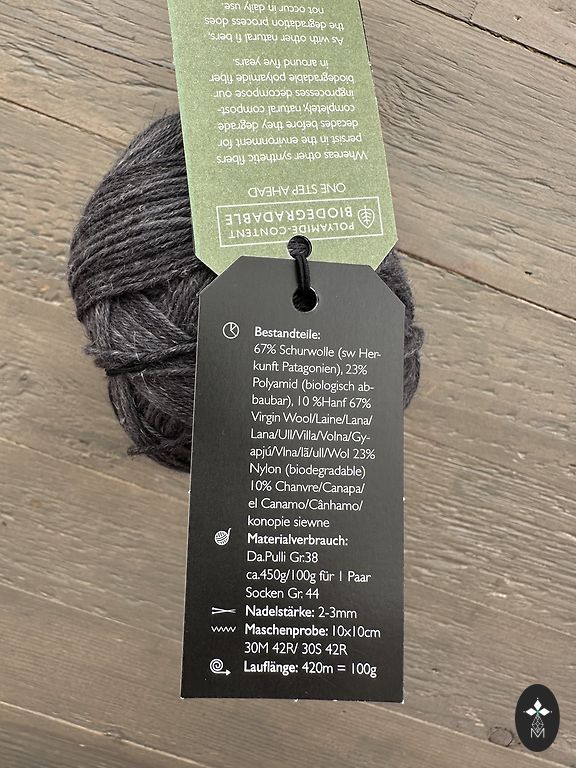 POLYAMIDE-CONTENT
BIODEGRADABLE
ONE STEP AHEAD
Whereas other synthetic fibers
persist in the environment for
decades before they degrade
completely natural compost-
ingprocesses decompose our
biodegradable polyamide fiber
in around five years.
As with other natural fi bers,
the degradation process does
not occur in daily use.
Bestandteile:
67% Schurwolle (sw Her-
kunft Patagonien), 23%
Polyamid (biologisch ab-
baubar), 10 %Hanf 67%
Virgin Wool/Laine/Lana/
Lana/Ull/Villa/Volna/Gy-
apjú/Vlna/lã/ull/Wol 23%
Nylon (biodegradable)
10% Chanvre/Canapa/
el Canamo/Cânhamo/
konopie siewne
Materialverbrauch:
Da.Pulli Gr.38
ca.450g/100g für 1 Paar
Socken Gr. 44
Nadelstärke: 2-3mm
Maschenprobe: 10x10cm
30M 42R/ 30S 42R
Lauflänge: 420m = 100g
M